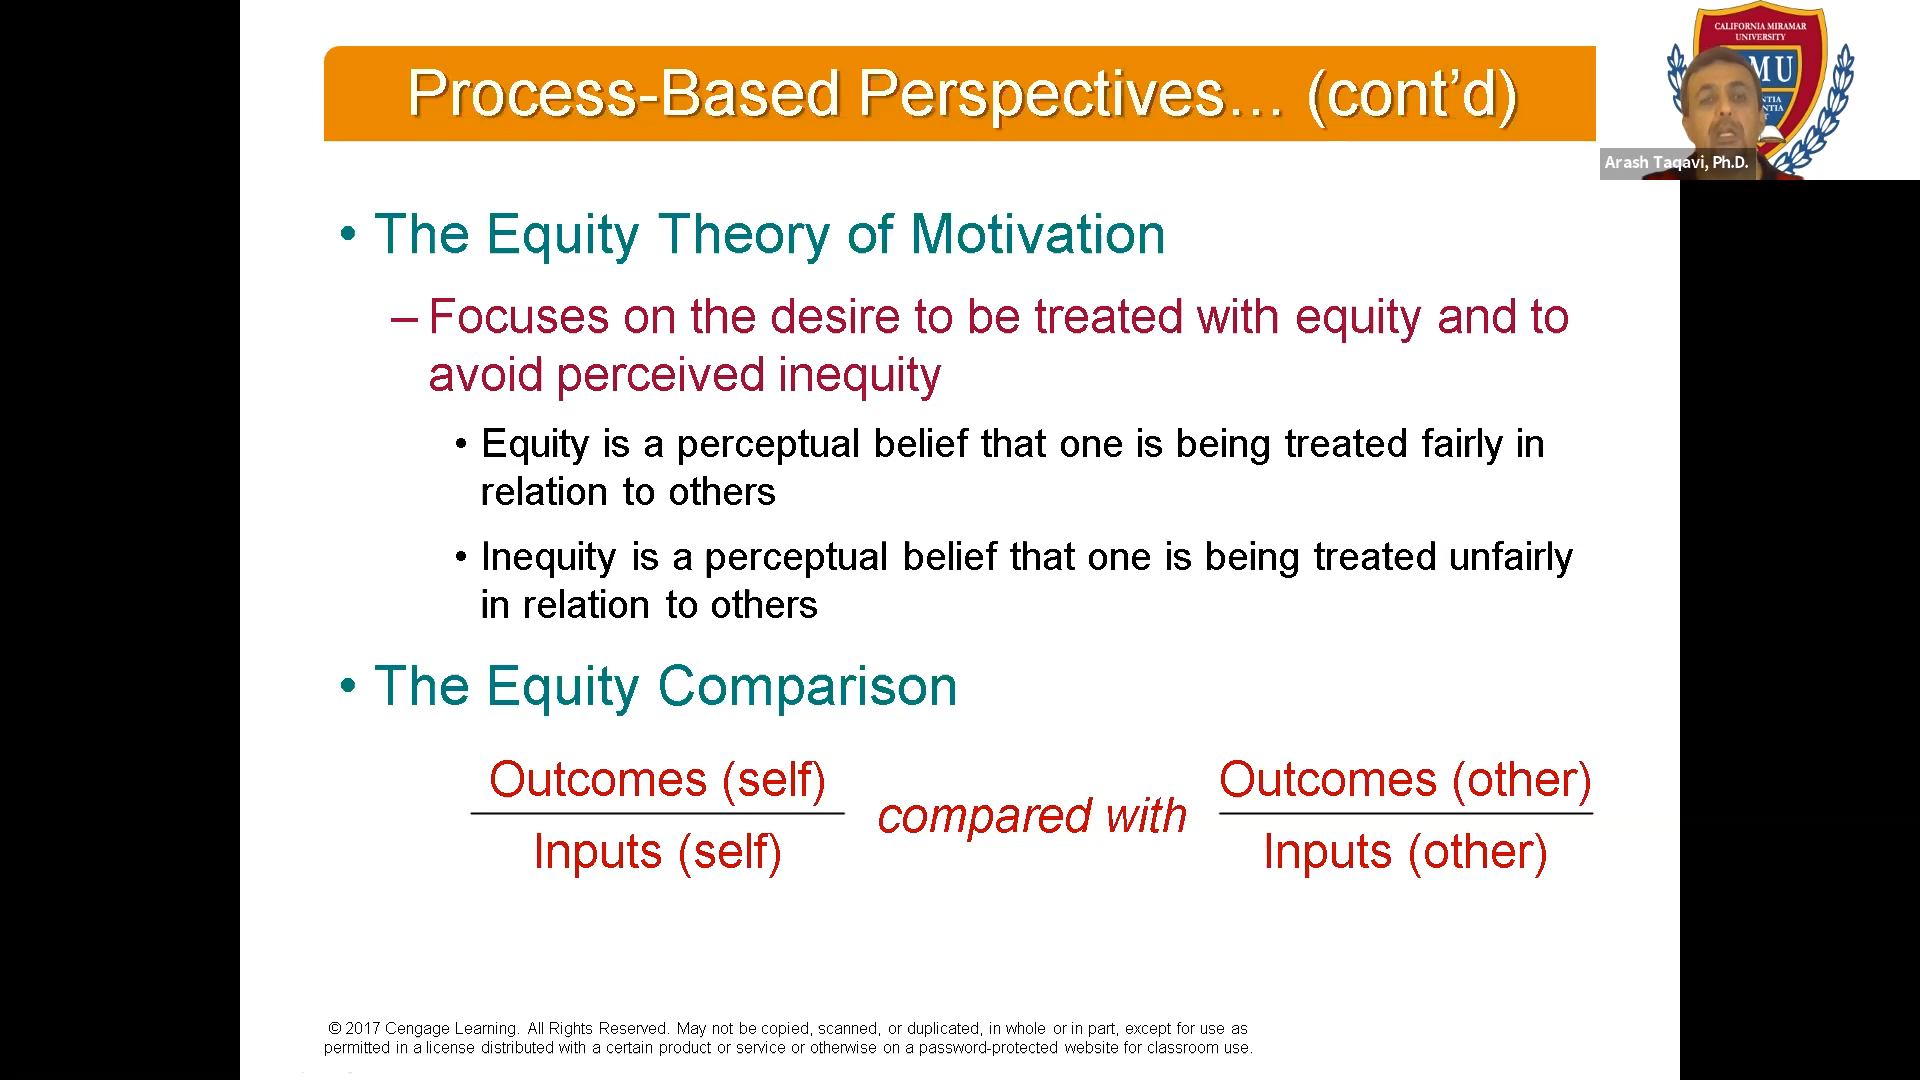 Process-Based Perspectives… (cont’d)
CALIFORNIA MIRAMAR
UNIVERSITY
MU
Arash Taqavi, Ph.D.
• The Equity Theory of Motivation
– Focuses on the desire to be treated with equity and to
avoid perceived inequity
• Equity is a perceptual belief that one is being treated fairly in
relation to others
• Inequity is a perceptual belief that one is being treated unfairly
in relation to others
• The Equity Comparison
Outcomes (self)
Inputs (self)
compared with
Outcomes (other)
Inputs (other)
© 2017 Cengage Learning. All Rights Reserved. May not be copied, scanned, or duplicated, in whole or in part, except for use as
permitted in a license distributed with a certain product or service or otherwise on a password-protected website for classroom use.